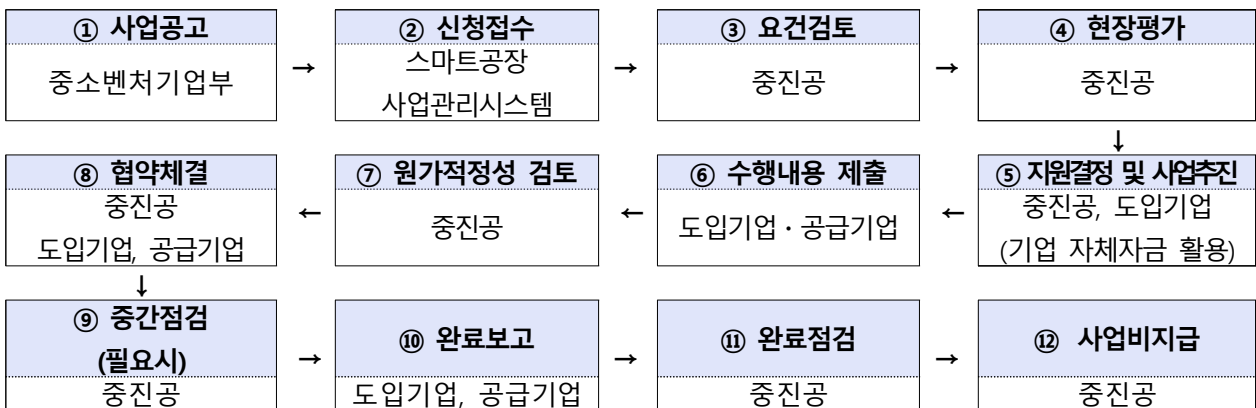 ① 사업공고
중소벤처기업부
→
② 신청접수
스마트공장
사업관리시스템
→
③ 요건검토
중진공
→
④ 현장평가
중진공
↓
⑤ 지원결정 및 사업추진
중진공, 도입기업
(기업 자체자금 활용)
←
⑥ 수행내용 제출
도입기업·공급기업
←
⑦ 원가적정성 검토
중진공
←
⑧ 협약체결
중진공
도입기업, 공급기업
↓
⑨ 중간점검
(필요시)
중진공
→
⑩ 완료보고
도입기업, 공급기업
→
⑪ 완료점검
중진공
→
⑫ 사업비지급
중진공